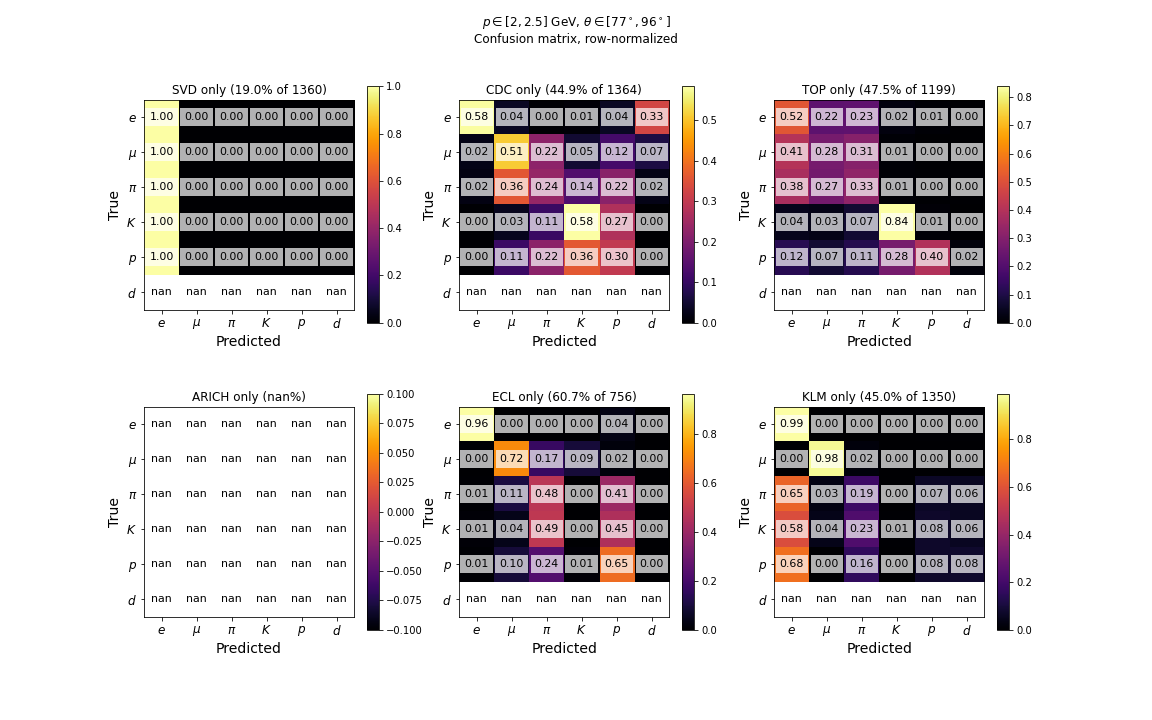 p ∈ [2, 2.5] GeV, θ ∈ [77°, 96°]
Confusion matrix, row-normalized
SVD only (19.0% of 1360)
True
e 1.00 0.00 0.00 0.00 0.00 0.00
μ 1.00 0.00 0.00 0.00 0.00 0.00
π 1.00 0.00 0.00 0.00 0.00 0.00
K 1.00 0.00 0.00 0.00 0.00 0.00
p 1.00 0.00 0.00 0.00 0.00 0.00
d nan nan nan nan nan nan
e μ π K p d
Predicted
1.0
0.8
0.6
0.4
0.2
0.0
CDC only (44.9% of 1364)
True
e 0.58 0.04 0.00 0.01 0.04 0.33
μ 0.02 0.51 0.22 0.05 0.12 0.07
π 0.02 0.36 0.24 0.14 0.22 0.02
K 0.00 0.03 0.11 0.58 0.27 0.00
p 0.00 0.11 0.22 0.36 0.30 0.00
d nan nan nan nan nan nan
e μ π K p d
Predicted
0.5
0.4
0.3
0.2
0.1
0.0
TOP only (47.5% of 1199)
True
e 0.52 0.22 0.23 0.02 0.01 0.00
μ 0.41 0.28 0.31 0.01 0.00 0.00
π 0.38 0.27 0.33 0.01 0.00 0.00
K 0.04 0.03 0.07 0.84 0.01 0.00
p 0.12 0.07 0.11 0.28 0.40 0.02
d nan nan nan nan nan nan
e μ π K p d
Predicted
0.8
0.7
0.6
0.5
0.4
0.3
0.2
0.1
0.0
ARICH only (nan%)
True
e nan nan nan nan nan nan
μ nan nan nan nan nan nan
π nan nan nan nan nan nan
K nan nan nan nan nan nan
p nan nan nan nan nan nan
d nan nan nan nan nan nan
e μ π K p d
Predicted
0.100
0.075
0.050
0.025
0.000
−0.025
−0.050
−0.075
−0.100
ECL only (60.7% of 756)
True
e 0.96 0.00 0.00 0.00 0.04 0.00
μ 0.00 0.72 0.17 0.09 0.02 0.00
π 0.01 0.11 0.48 0.00 0.41 0.00
K 0.01 0.04 0.49 0.00 0.45 0.00
p 0.01 0.10 0.24 0.01 0.65 0.00
d nan nan nan nan nan nan
e μ π K p d
Predicted
0.8
0.6
0.4
0.2
0.0
KLM only (45.0% of 1350)
True
e 0.99 0.00 0.00 0.00 0.00 0.00
μ 0.00 0.98 0.02 0.00 0.00 0.00
π 0.65 0.03 0.19 0.00 0.07 0.06
K 0.58 0.04 0.23 0.01 0.08 0.06
p 0.68 0.00 0.16 0.00 0.08 0.08
d nan nan nan nan nan nan
e μ π K p d
Predicted
0.8
0.6
0.4
0.2
0.0